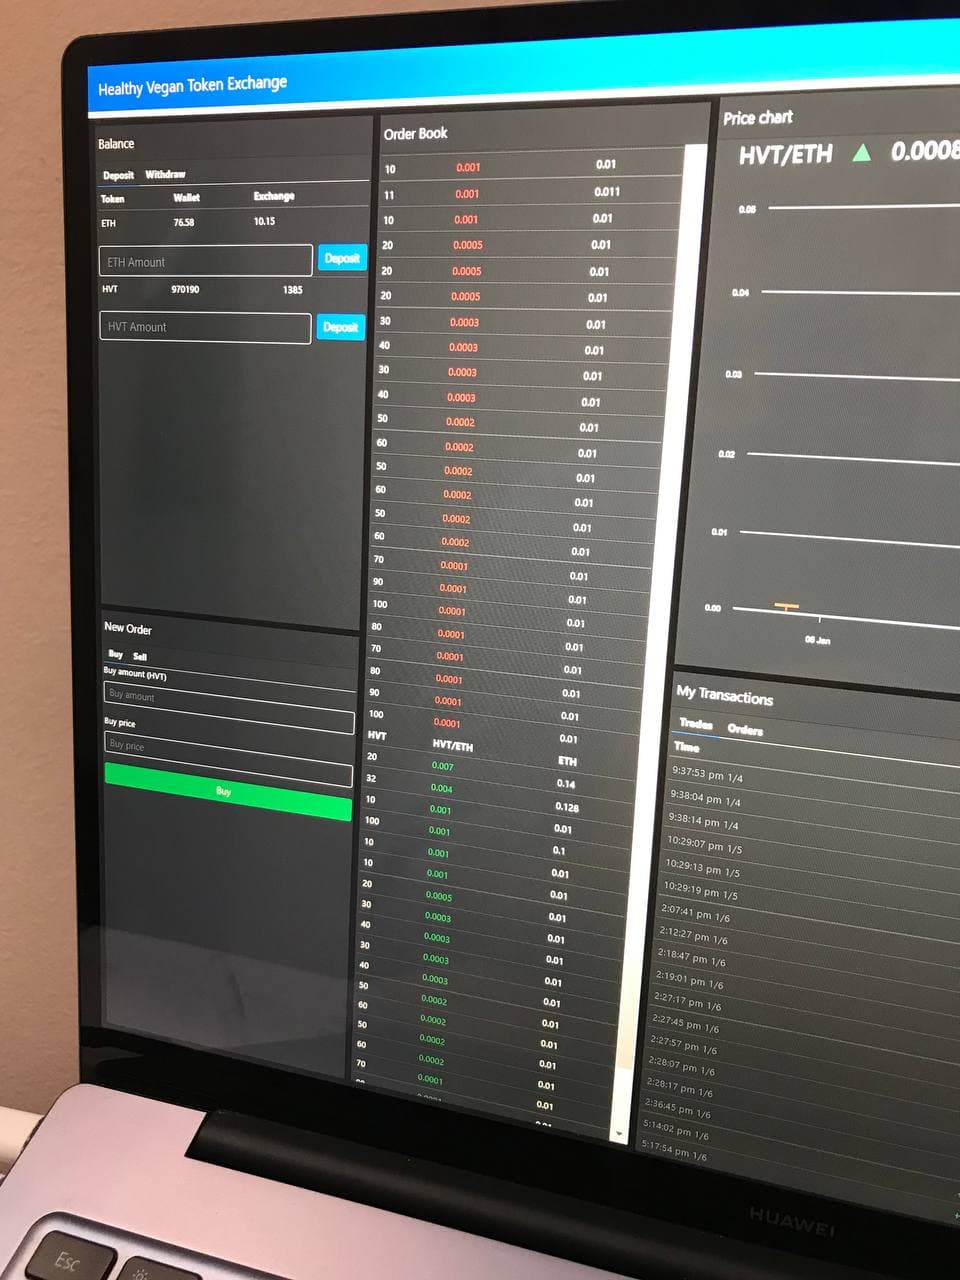 Healthy Vegan Token Exchange
Balance
Deposit Withdraw
Token Wallet Exchange
ETH 76.58 10.15
ETH Amount Deposit
HVT 970190 1385
HVT Amount Deposit
New Order
Buy Sell
Buy amount (HVT)
Buy amount
Buy price
Buy price
Buy
Order Book
10 0.001 0.01
11 0.001 0.011
10 0.001 0.01
20 0.0005 0.01
20 0.0005 0.01
20 0.0005 0.01
30 0.0003 0.01
40 0.0003 0.01
30 0.0003 0.01
40 0.0003 0.01
50 0.0002 0.01
60 0.0002 0.01
50 0.0002 0.01
60 0.0002 0.01
50 0.0002 0.01
60 0.0002 0.01
70 0.0001 0.01
90 0.0001 0.01
100 0.0001 0.01
80 0.0001 0.01
70 0.0001 0.01
80 0.0001 0.01
90 0.0001 0.01
100 0.0001 0.01
HVT HVT/ETH ETH
20 0.007 0.14
32 0.004 0.128
10 0.001 0.01
100 0.001 0.1
10 0.001 0.01
10 0.001 0.01
20 0.0005 0.01
30 0.0003 0.01
40 0.0003 0.01
30 0.0003 0.01
40 0.0003 0.01
50 0.0002 0.01
60 0.0002 0.01
50 0.0002 0.01
60 0.0002 0.01
70 0.0001 0.01
Price chart
HVT/ETH ▲ 0.0008
0.05
0.04
0.03
0.02
0.01
0.00
08 Jan
My Transactions
Trades Orders
Time
9:37:53 pm 1/4
9:38:04 pm 1/4
9:38:14 pm 1/4
10:29:07 pm 1/5
10:29:13 pm 1/5
10:29:19 pm 1/5
2:07:41 pm 1/6
2:12:27 pm 1/6
2:18:47 pm 1/6
2:19:01 pm 1/6
2:27:17 pm 1/6
2:27:45 pm 1/6
2:27:57 pm 1/6
2:28:07 pm 1/6
2:28:17 pm 1/6
2:36:45 pm 1/6
5:14:02 pm 1/6
5:17:54 pm 1/6
HUAWEI
Esc